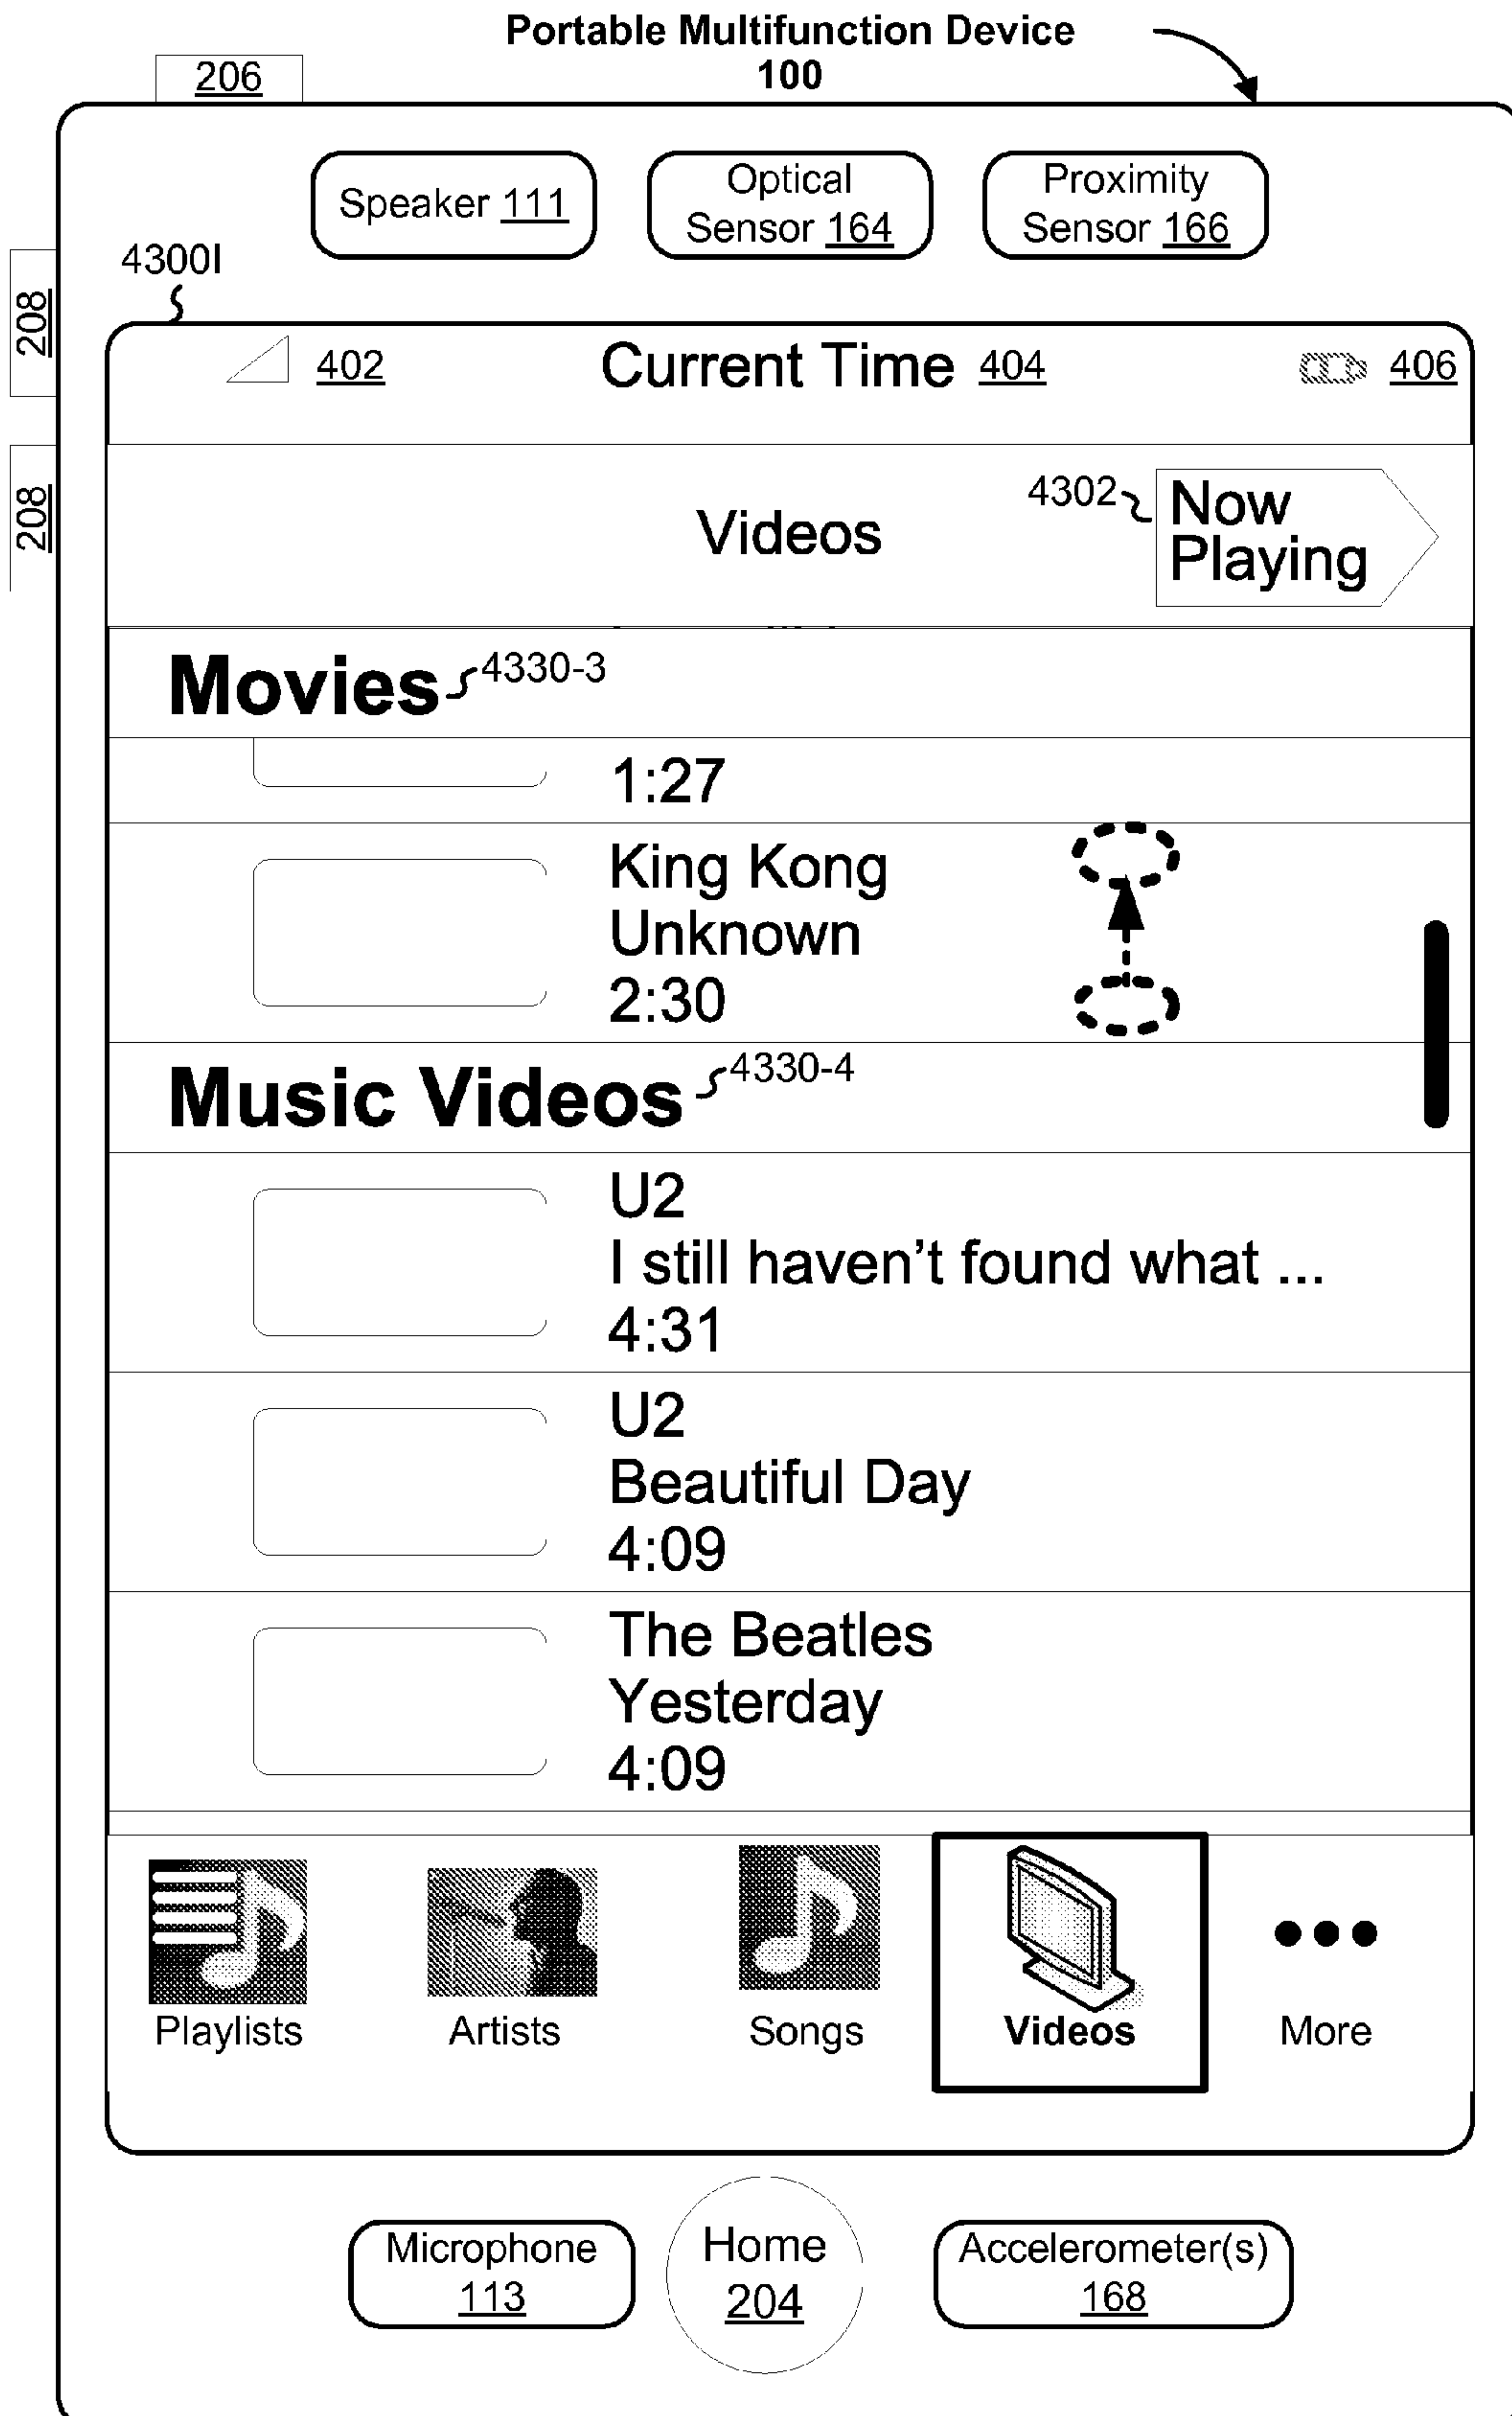 Portable Multifunction Device
100
206
Speaker 111
Optical
Sensor 164
Proximity
Sensor 166
4300I
208
208
402
Current Time 404
406
Videos
4302
Now
Playing
Movies
4330-3
1:27
King Kong
Unknown
2:30
Music Videos
4330-4
U2
I still haven't found what ...
4:31
U2
Beautiful Day
4:09
The Beatles
Yesterday
4:09
Playlists
Artists
Songs
Videos
More
Microphone
113
Home
204
Accelerometer(s)
168